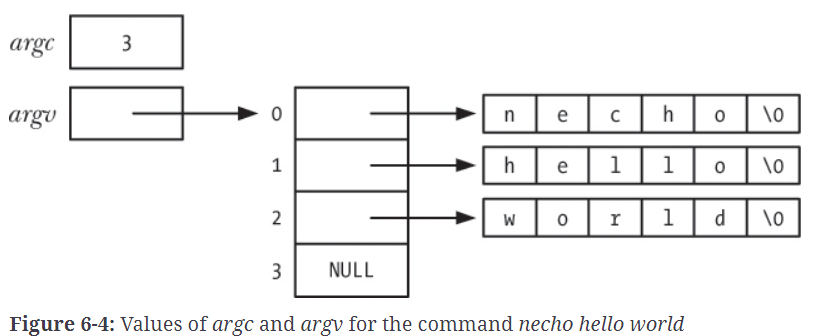 argc 3
argv 0 n e c h o \0
1 h e l l o \0
2 w o r l d \0
3 NULL
Figure 6-4: Values of argc and argv for the command necho hello world